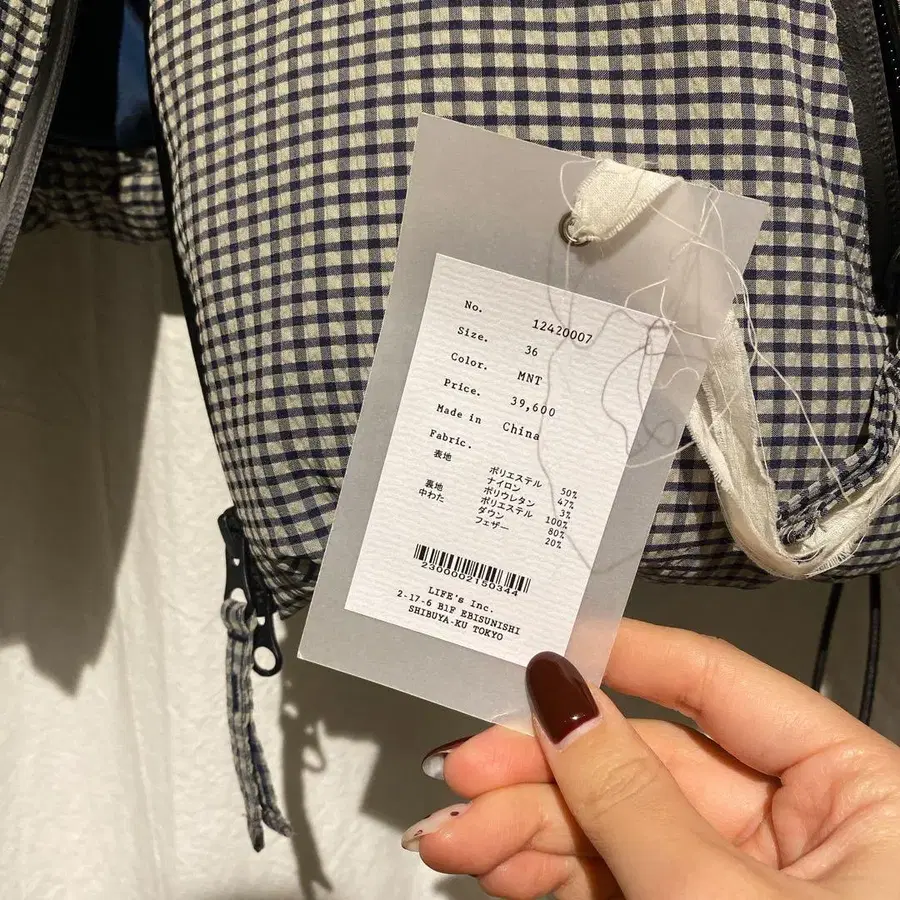 No. 12420007
Size. 36
Color. MNT
Price. 39,600
Made in China
Fabric.
表地 ポリエステル 50%
ナイロン 47%
ポリウレタン 3%
裏地 ポリエステル 100%
中わた ダウン 80%
フェザー 20%
2300002150344
LIFE's Inc.
2-17-6 B1F EBISUNISHI
SHIBUYA-KU TOKYO